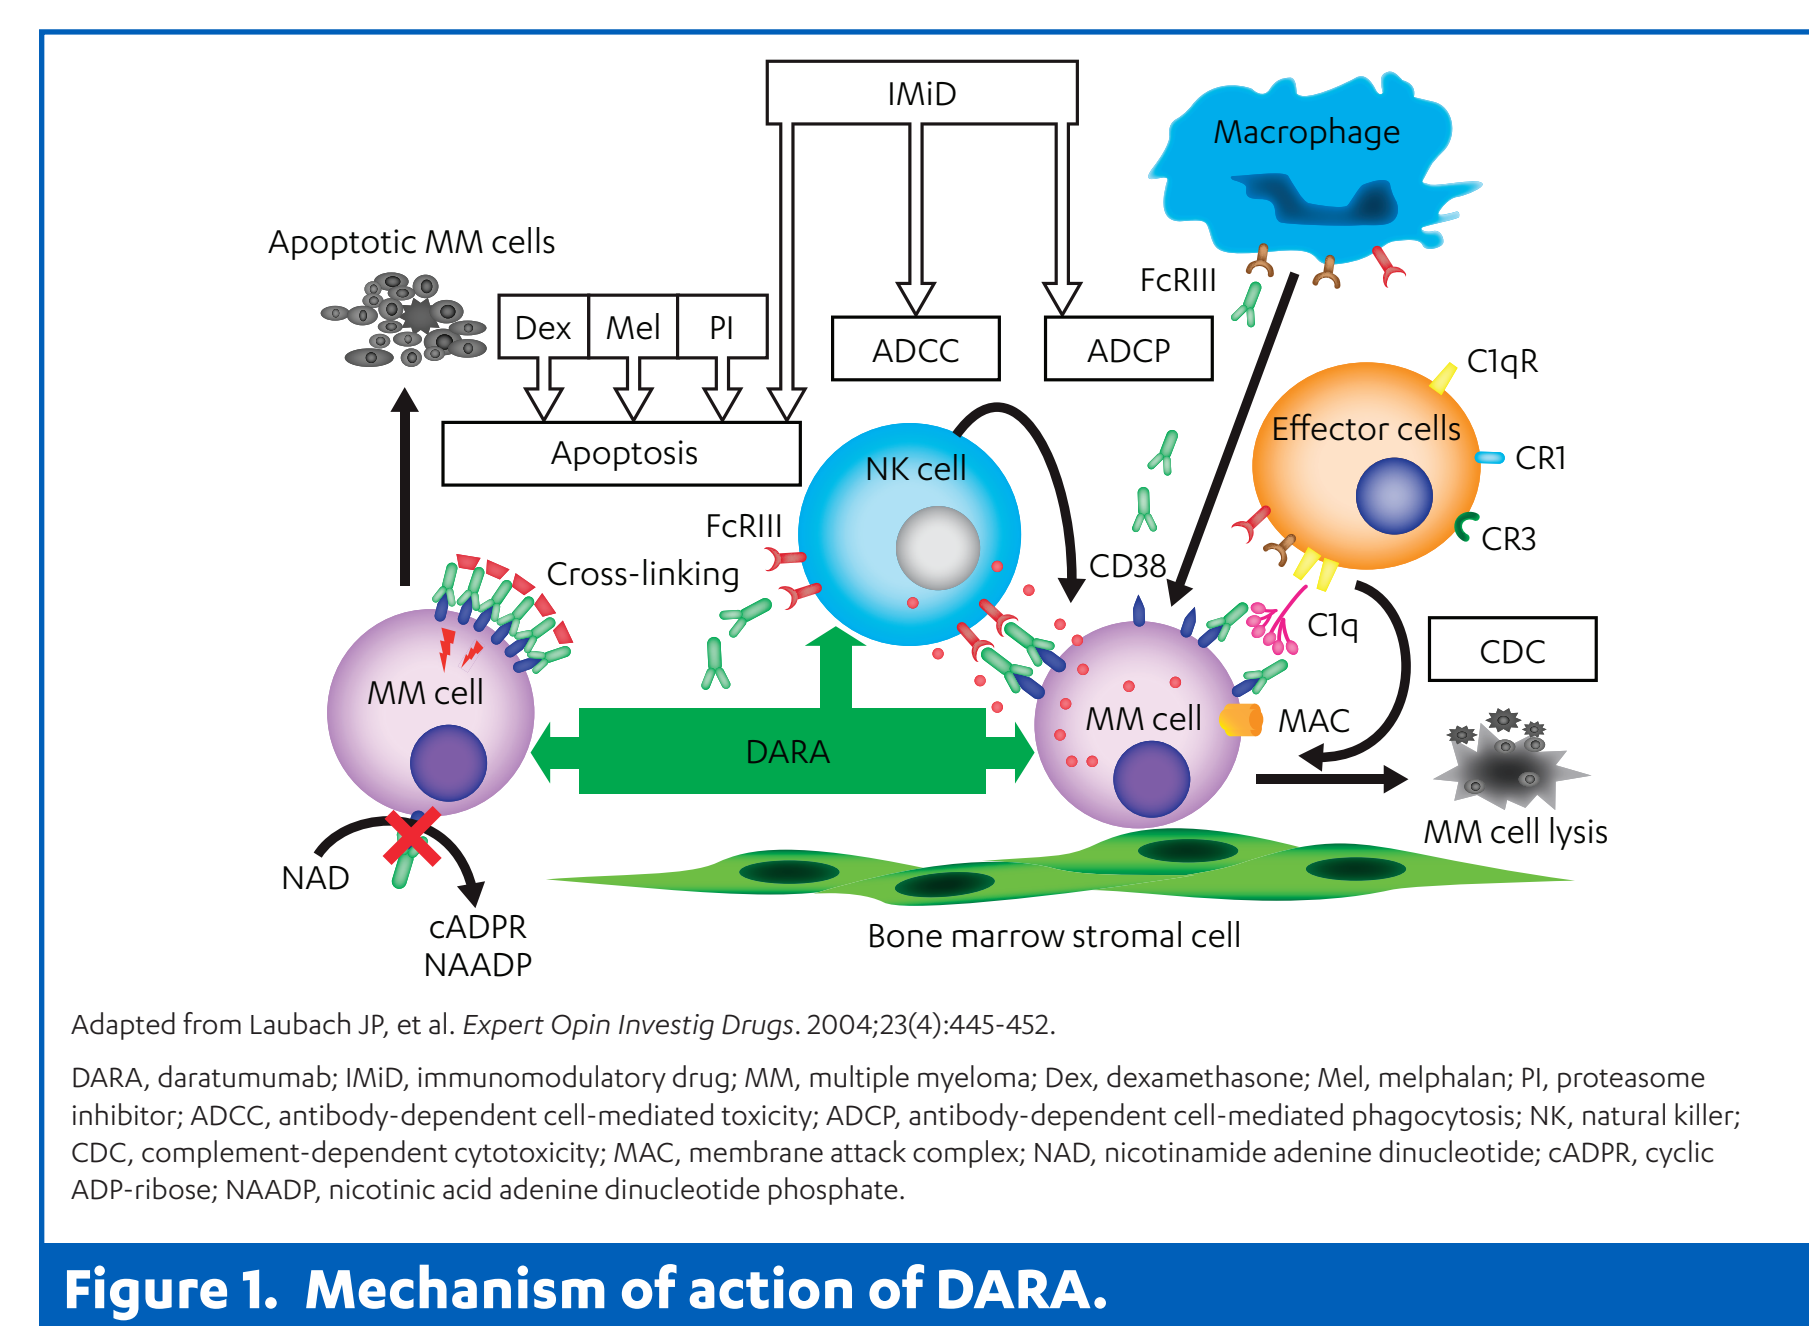 IMiD
Macrophage
Apoptotic MM cells
FcRIII
Dex Mel PI
ADCC
ADCP
C1qR
Effector cells
Apoptosis
NK cell
CR1
FcRIII
CR3
Cross-linking
CD38
C1q
CDC
MM cell
MM cell
MAC
DARA
MM cell lysis
NAD
cADPR
NAADP
Bone marrow stromal cell
Adapted from Laubach JP, et al. Expert Opin Investig Drugs. 2004;23(4):445-452.
DARA, daratumumab; IMiD, immunomodulatory drug; MM, multiple myeloma; Dex, dexamethasone; Mel, melphalan; PI, proteasome
inhibitor; ADCC, antibody-dependent cell-mediated toxicity; ADCP, antibody-dependent cell-mediated phagocytosis; NK, natural killer;
CDC, complement-dependent cytotoxicity; MAC, membrane attack complex; NAD, nicotinamide adenine dinucleotide; cADPR, cyclic
ADP-ribose; NAADP, nicotinic acid adenine dinucleotide phosphate.
Figure 1. Mechanism of action of DARA.